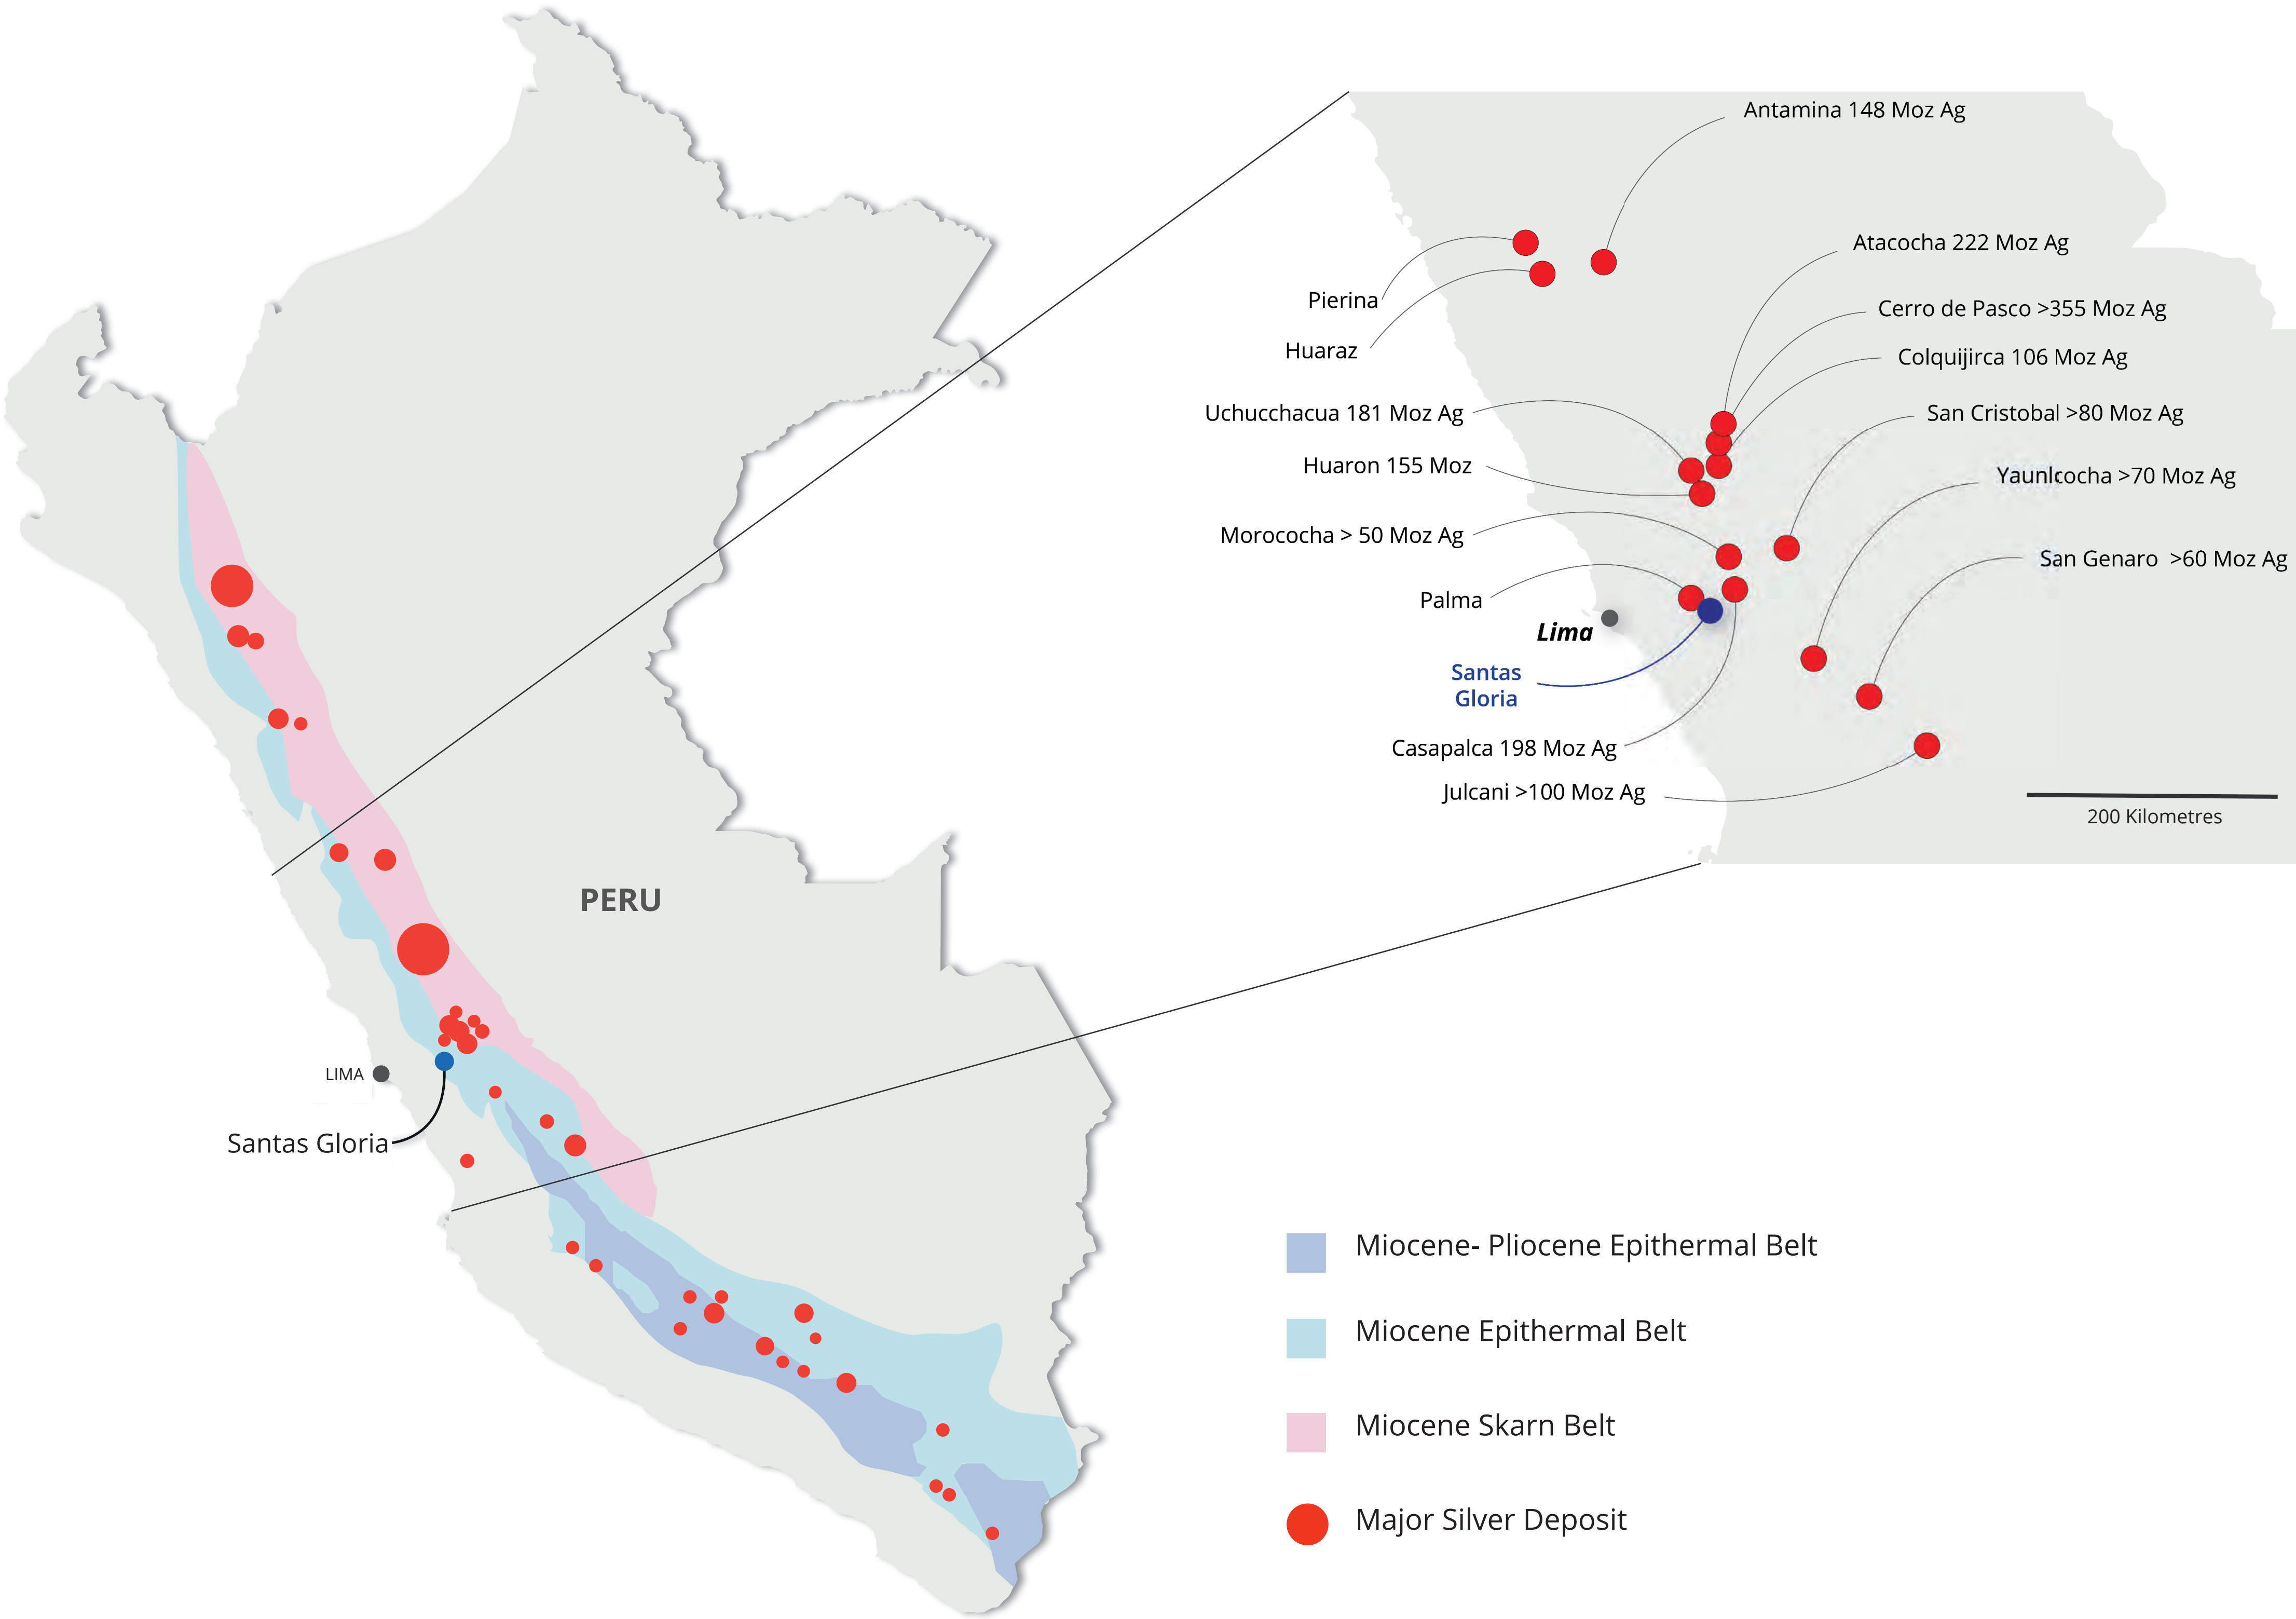 Antamina 148 Moz Ag
Atacocha 222 Moz Ag
Pierina
Cerro de Pasco >355 Moz Ag
Huaraz
Colquijirca 106 Moz Ag
Uchucchacua 181 Moz Ag
San Cristobal >80 Moz Ag
Huaron 155 Moz
Yaunlcocha >70 Moz Ag
Morococha > 50 Moz Ag
San Genaro >60 Moz Ag
Palma
Lima
Santas
Gloria
Casapalca 198 Moz Ag
Julcani >100 Moz Ag
200 Kilometres
PERU
LIMA
Santas Gloria
Miocene- Pliocene Epithermal Belt
Miocene Epithermal Belt
Miocene Skarn Belt
Major Silver Deposit